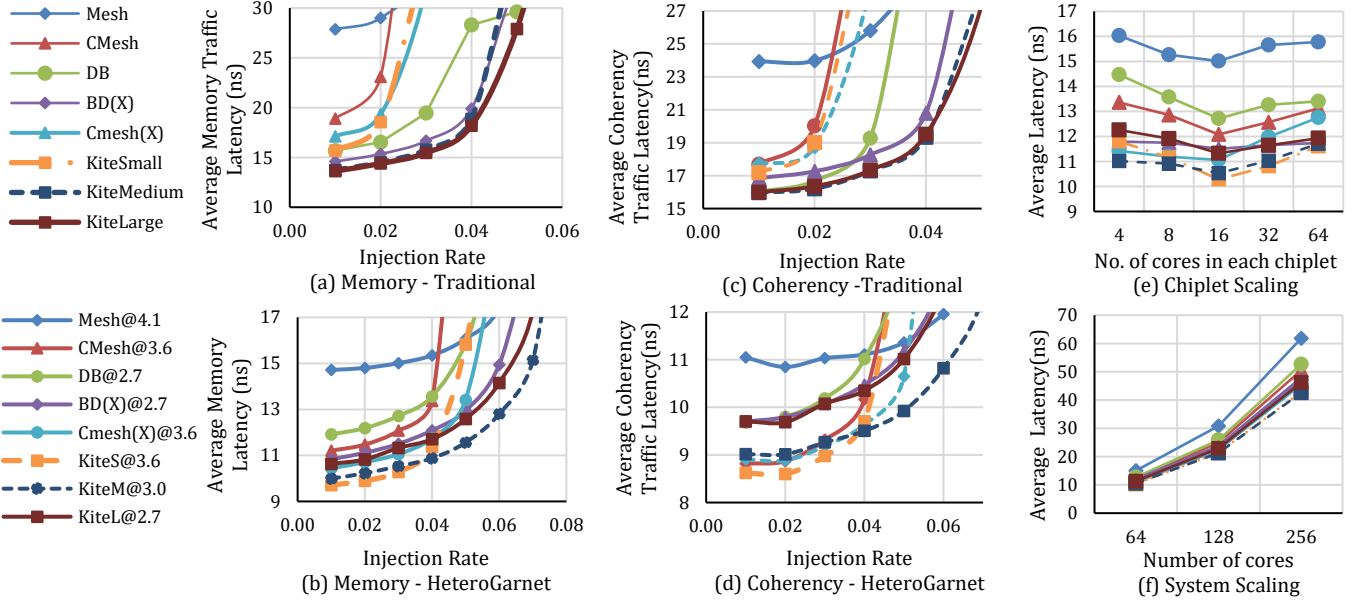 Mesh
CMesh
DB
BD(X)
Cmesh(X)
KiteSmall
KiteMedium
KiteLarge
Average Memory Traffic
Latency (ns)
30
25
20
15
10
0.00
0.02
0.04
0.06
Injection Rate
(a) Memory - Traditional
Average Coherency
Traffic Latency(ns)
27
25
23
21
19
17
15
0.00
0.02
0.04
Injection Rate
(c) Coherency -Traditional
Average Latency (ns)
17
16
15
14
13
12
11
10
9
4
8
16
32
64
No. of cores in each chiplet
(e) Chiplet Scaling
Mesh@4.1
CMesh@3.6
DB@2.7
BD(X)@2.7
Cmesh(X)@3.6
KiteS@3.6
KiteM@3.0
KiteL@2.7
Average Memory
Latency (ns)
17
15
13
11
9
0.00
0.02
0.04
0.06
0.08
Injection Rate
(b) Memory - HeteroGarnet
Average Coherency
Traffic Latency(ns)
12
11
10
9
8
0.00
0.02
0.04
0.06
Injection Rate
(d) Coherency - HeteroGarnet
Average Latency(ns)
70
60
50
40
30
20
10
0
64
128
256
Number of cores
(f) System Scaling